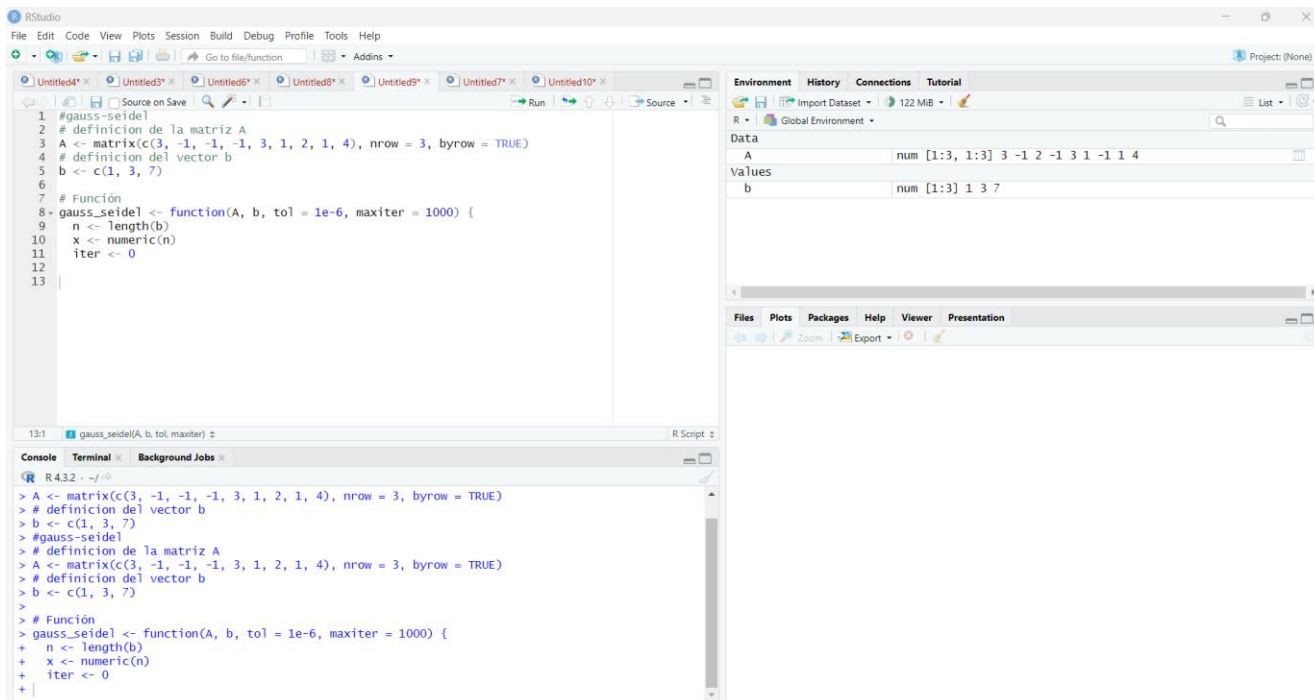 RStudio
File Edit Code View Plots Session Build Debug Profile Tools Help
Go to file/function Addins
Project: (None)
Untitled4* Untitled3* Untitled6* Untitled8* Untitled9* Untitled7* Untitled10*
Source on Save Run Source
1 #gauss-seidel
2 # definicion de la matriz A
3 A <- matrix(c(3, -1, -1, -1, 3, 1, 2, 1, 4), nrow = 3, byrow = TRUE)
4 # definicion del vector b
5 b <- c(1, 3, 7)
6
7 # Función
8 gauss_seidel <- function(A, b, tol = 1e-6, maxiter = 1000) {
9 n <- length(b)
10 x <- numeric(n)
11 iter <- 0
12
13
13:1 gauss_seidel(A, b, tol, maxiter) R Script
Console Terminal Background Jobs
R 4.3.2 · ~/
> A <- matrix(c(3, -1, -1, -1, 3, 1, 2, 1, 4), nrow = 3, byrow = TRUE)
> # definicion del vector b
> b <- c(1, 3, 7)
> #gauss-seidel
> # definicion de la matriz A
> A <- matrix(c(3, -1, -1, -1, 3, 1, 2, 1, 4), nrow = 3, byrow = TRUE)
> # definicion del vector b
> b <- c(1, 3, 7)
>
> # Función
> gauss_seidel <- function(A, b, tol = 1e-6, maxiter = 1000) {
+ n <- length(b)
+ x <- numeric(n)
+ iter <- 0
+
Environment History Connections Tutorial
Import Dataset 122 MiB List
R Global Environment
Data
A num [1:3, 1:3] 3 -1 2 -1 3 1 -1 1 4
Values
b num [1:3] 1 3 7
Files Plots Packages Help Viewer Presentation
Zoom Export